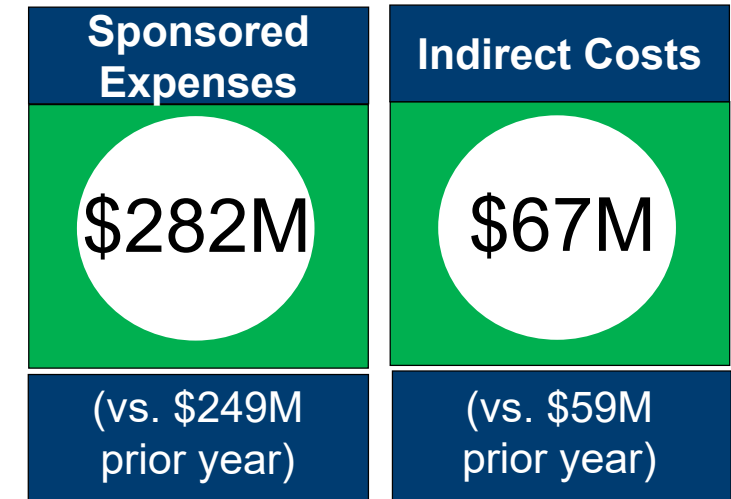 Sponsored
Expenses
$282M
(vs. $249M
prior year)
Indirect Costs
$67M
(vs. $59M
prior year)